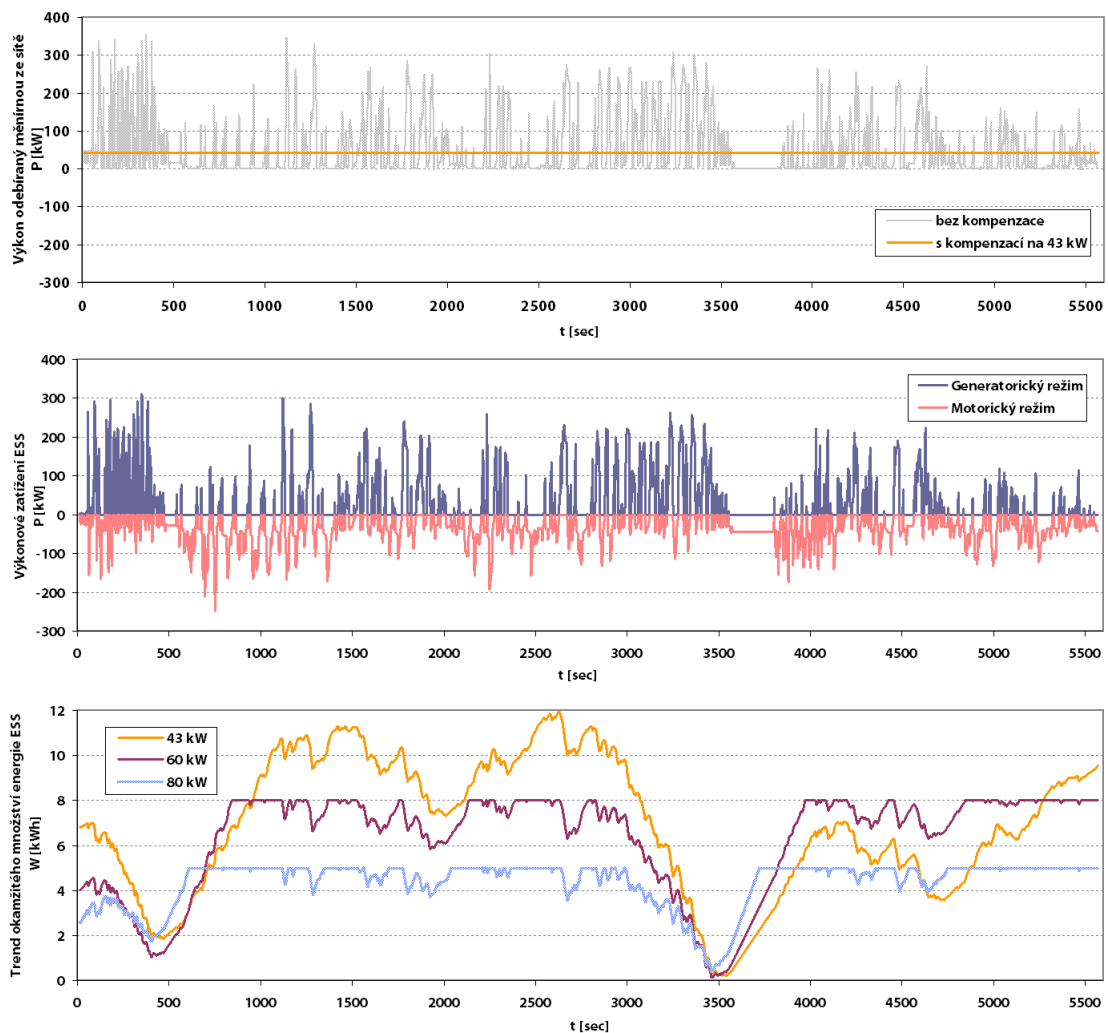 Výkon odebíraný měnírnou ze sítě
P [kW]
400
300
200
100
0
-100
-200
-300
bez kompenzace
s kompenzací na 43 kW
0 500 1000 1500 2000 2500 3000 3500 4000 4500 5000 5500
t [sec]
Výkonové zatížení ESS
P [kW]
400
300
200
100
0
-100
-200
-300
Generatorický režim
Motorický režim
0 500 1000 1500 2000 2500 3000 3500 4000 4500 5000 5500
t [sec]
Trend okamžitého množství energie ESS
W [kWh]
12
10
8
6
4
2
0
43 kW
60 kW
80 kW
0 500 1000 1500 2000 2500 3000 3500 4000 4500 5000 5500
t [sec]